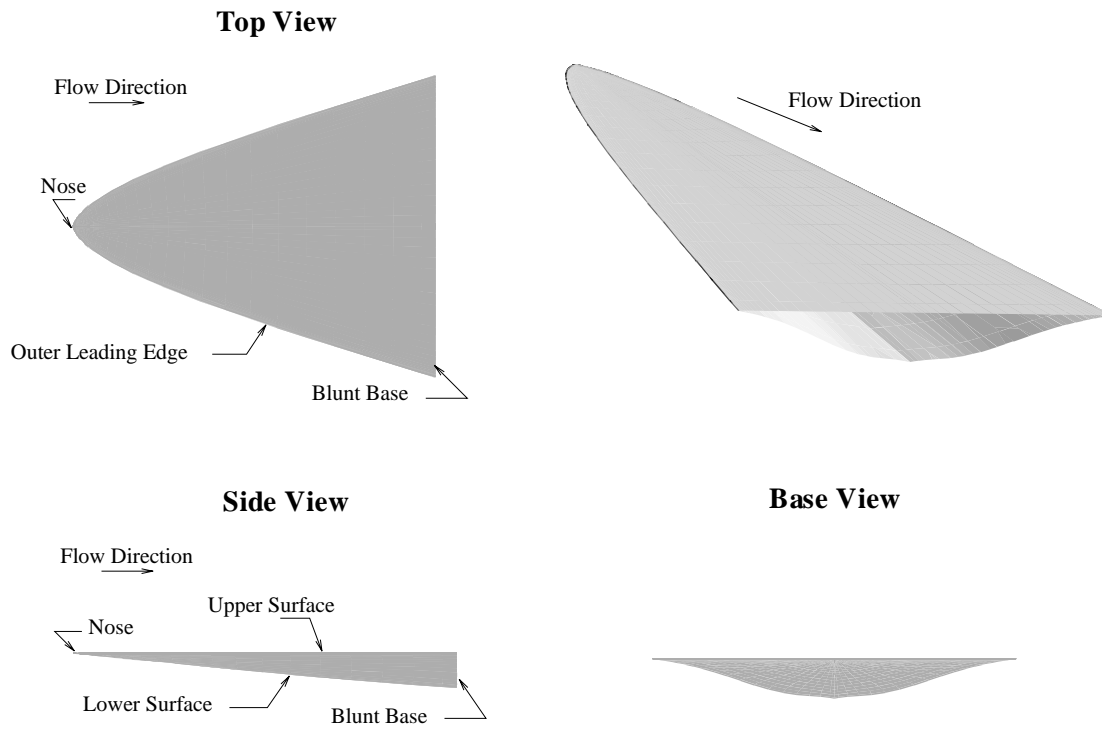 Top View
Flow Direction
Nose
Outer Leading Edge
Blunt Base
Flow Direction
Side View
Flow Direction
Upper Surface
Nose
Lower Surface
Blunt Base
Base View